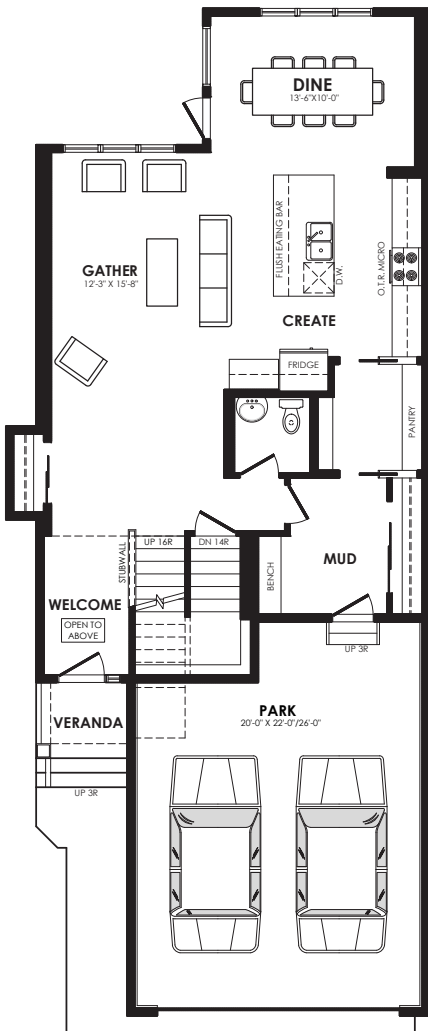 DINE
13'-6"X10'-0"
FLUSH EATING BAR
D.W.
O.T.R. MICRO
GATHER
12'-3" X 15'-8"
CREATE
FRIDGE
PANTRY
UP 16R
DN 14R
STUBWALL
MUD
BENCH
WELCOME
OPEN TO
ABOVE
UP 3R
VERANDA
PARK
20'-0" X 22'-0"/26'-0"
UP 3R